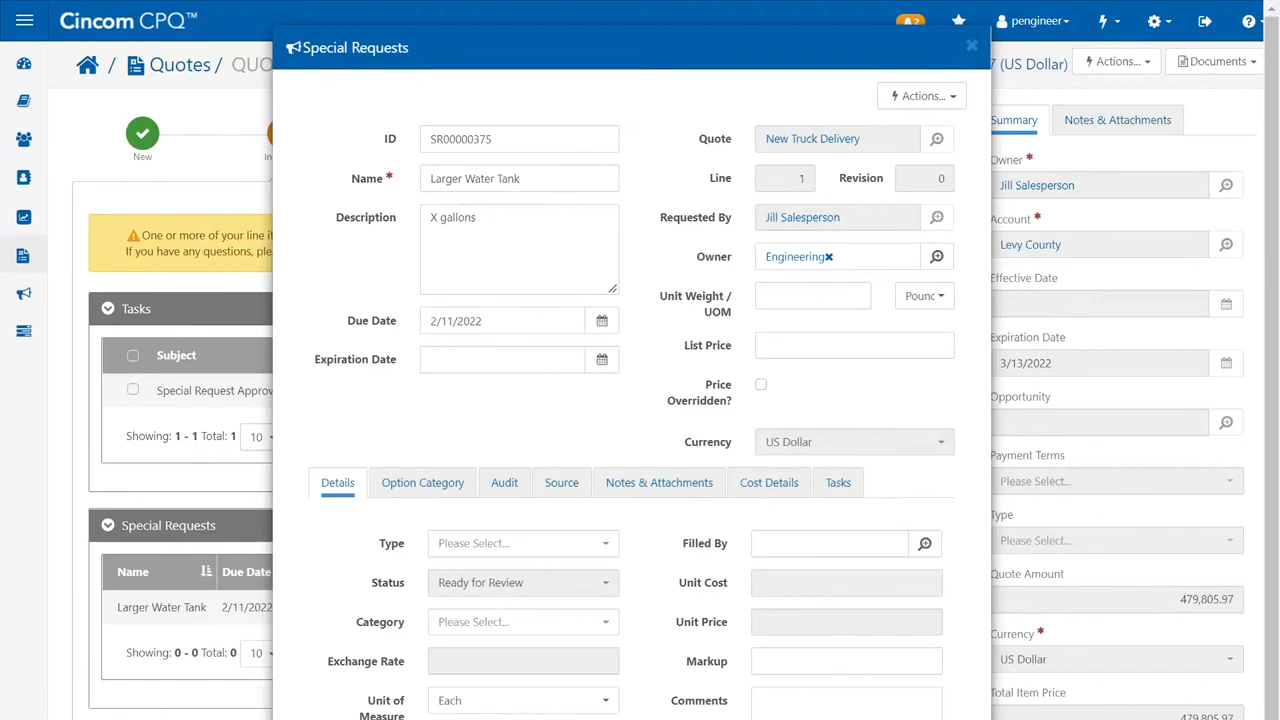 Cincom CPQ™
2
pengineer
Special Requests
/ Quotes / QUO
7 (US Dollar)
Actions...
Documents
Actions...
New
In
ID
SR00000375
Quote
New Truck Delivery
Summary
Notes & Attachments
Name *
Larger Water Tank
Line
1
Revision
0
Owner *
Jill Salesperson
Description
X gallons
Requested By
Jill Salesperson
Account *
Levy County
One or more of your line i
If you have any questions, ple
Owner
Engineering✖
Effective Date
Unit Weight /
UOM
Pounc
Tasks
Due Date
2/11/2022
List Price
Expiration Date
3/13/2022
Subject
Expiration Date
Special Request Approv
Price
Overridden?
Opportunity
Showing: 1 - 1 Total: 1
10
Currency
US Dollar
Payment Terms
Please Select...
Details
Option Category
Audit
Source
Notes & Attachments
Cost Details
Tasks
Special Requests
Type
Please Select...
Type
Please Select...
Filled By
Name
Due Date
Status
Ready for Review
Unit Cost
Quote Amount
479,805.97
Larger Water Tank
2/11/2022
Category
Please Select...
Unit Price
Currency *
US Dollar
Showing: 0 - 0 Total: 0
10
Exchange Rate
Markup
Unit of
Measure
Each
Comments
Total Item Price
479,805.97